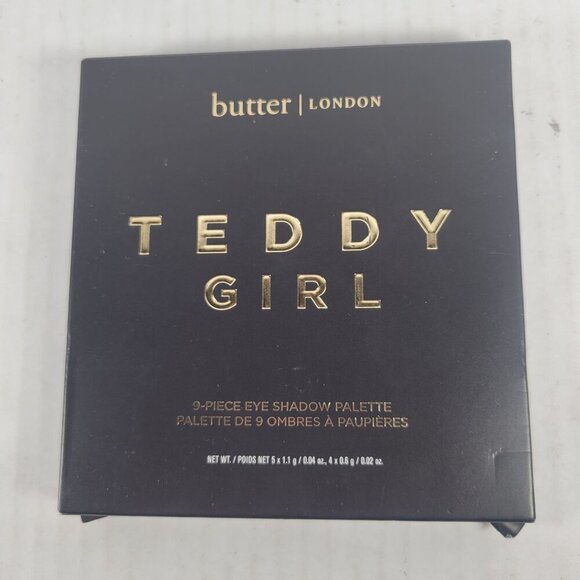 butter | LONDON
TEDDY
GIRL
9-PIECE EYE SHADOW PALETTE
PALETTE DE 9 OMBRES À PAUPIÈRES
NET WT. / POIDS NET 5 x 1.1 g / 0.04 oz., 4 x 0.6 g / 0.02 oz.